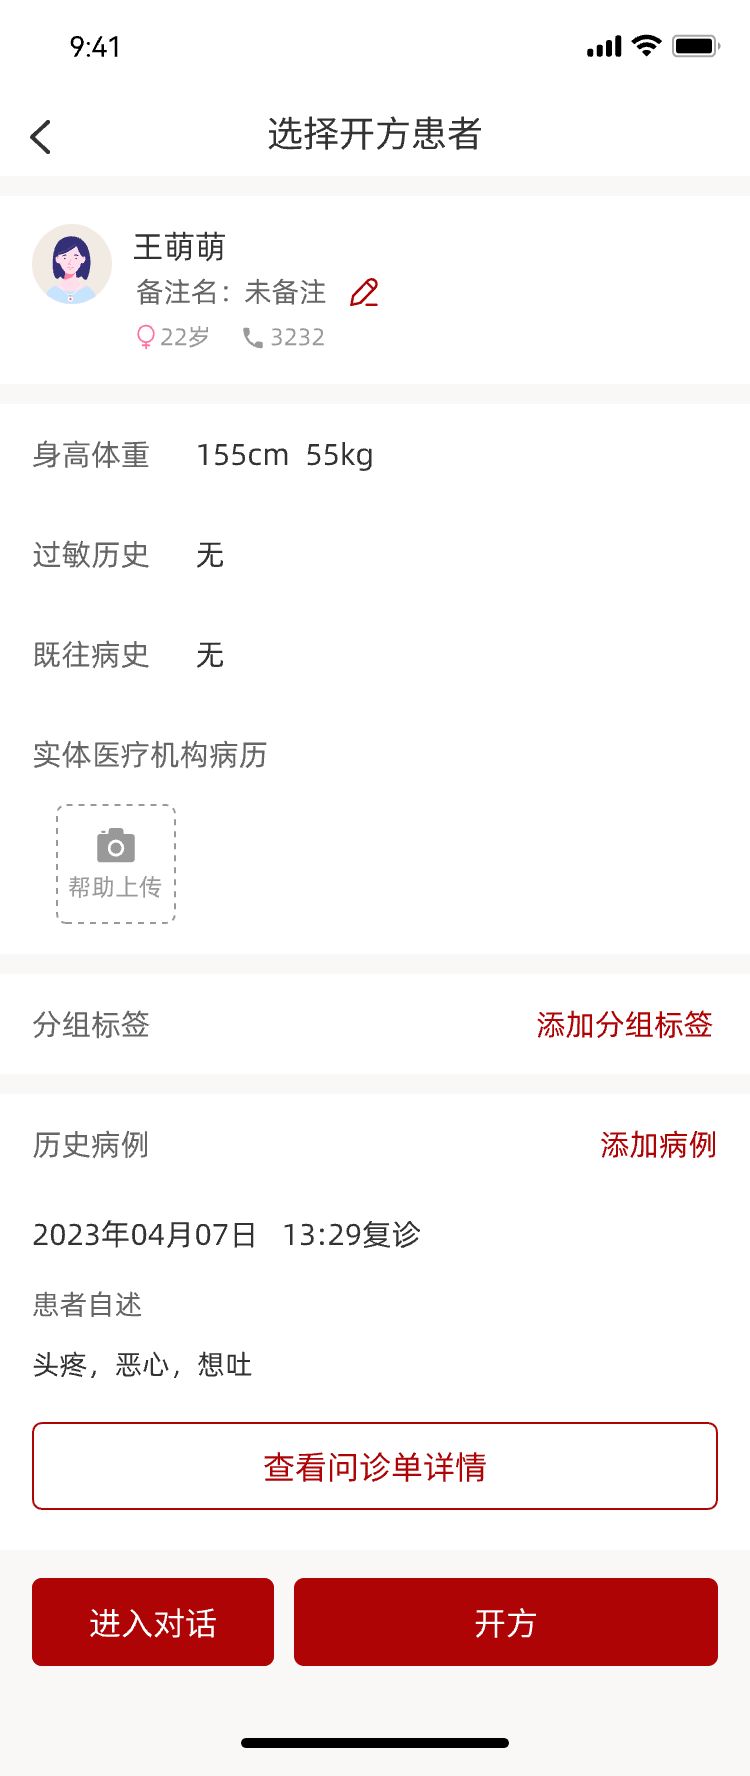 9:41
选择开方患者
王萌萌
备注名：未备注
22岁 3232
身高体重 155cm 55kg
过敏历史 无
既往病史 无
实体医疗机构病历
帮助上传
分组标签 添加分组标签
历史病例 添加病例
2023年04月07日 13:29复诊
患者自述
头疼，恶心，想吐
查看问诊单详情
进入对话 开方